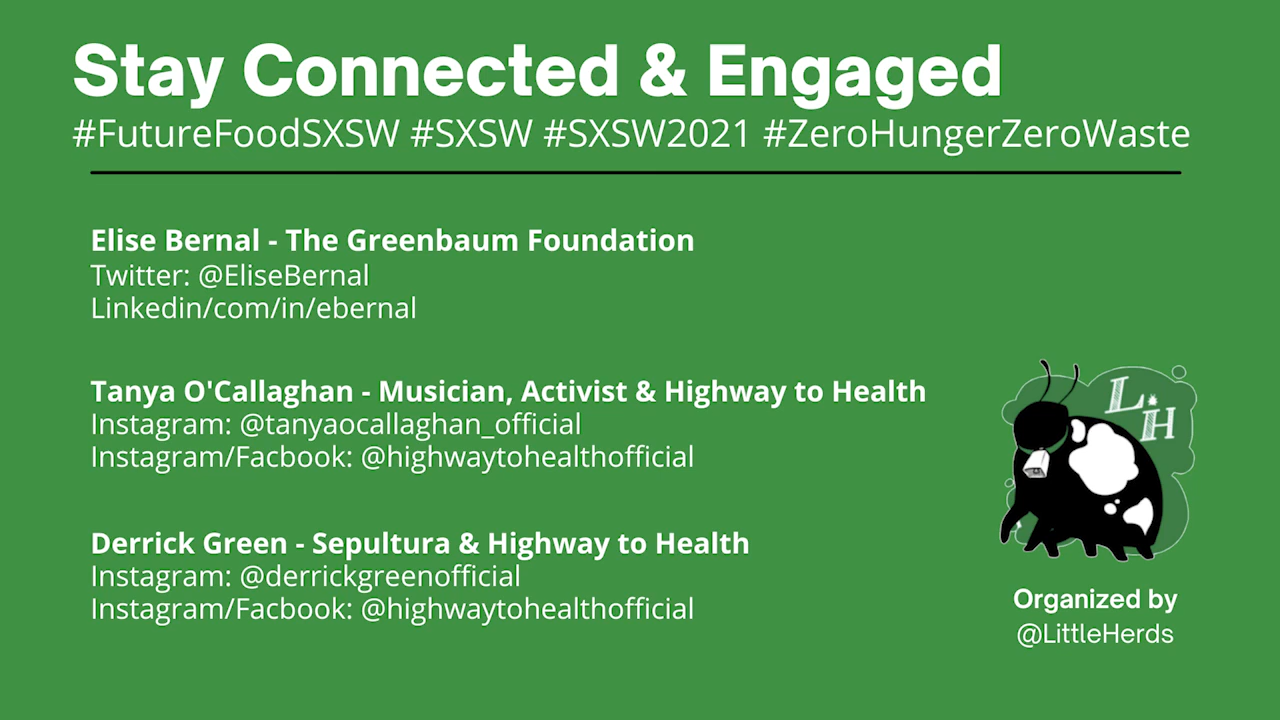 Stay Connected & Engaged
#FutureFoodSXSW #SXSW #SXSW2021 #ZeroHungerZeroWaste
Elise Bernal - The Greenbaum Foundation
Twitter: @EliseBernal
Linkedin/com/in/ebernal
Tanya O'Callaghan - Musician, Activist & Highway to Health
Instagram: @tanyaocallaghan_official
Instagram/Facbook: @highwaytohealthofficial
Derrick Green - Sepultura & Highway to Health
Instagram: @derrickgreenofficial
Instagram/Facbook: @highwaytohealthofficial
L.H
Organized by
@LittleHerds